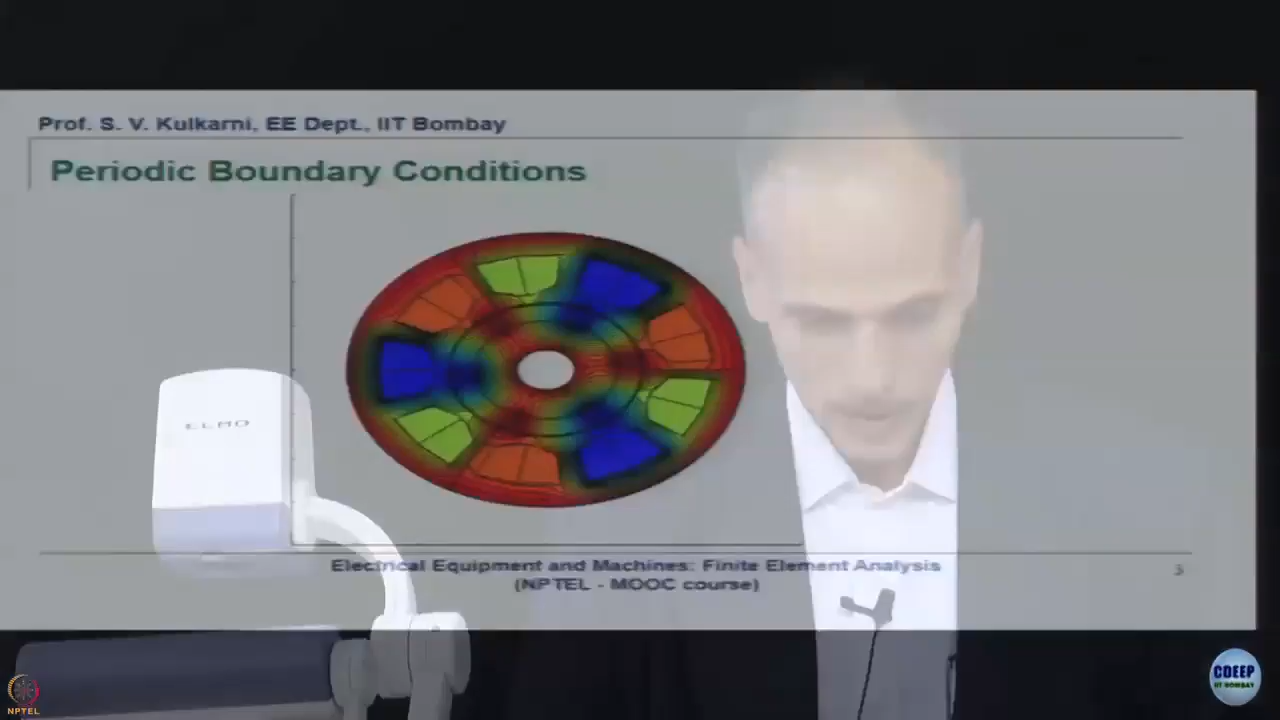 Prof. S. V. Kulkarni, EE Dept., IIT Bombay
Periodic Boundary Conditions
ELMO
Electrical Equipment and Machines: Finite Element Analysis
(NPTEL - MOOC course)
3
NPTEL
CDEEP
IIT BOMBAY